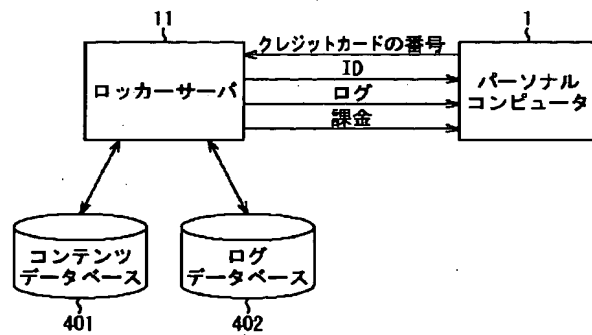 11
1
ロッカーサーバ
クレジットカードの番号
ID
ログ
課金
パーソナル
コンピュータ
コンテンツ
データベース
ログ
データベース
401
402